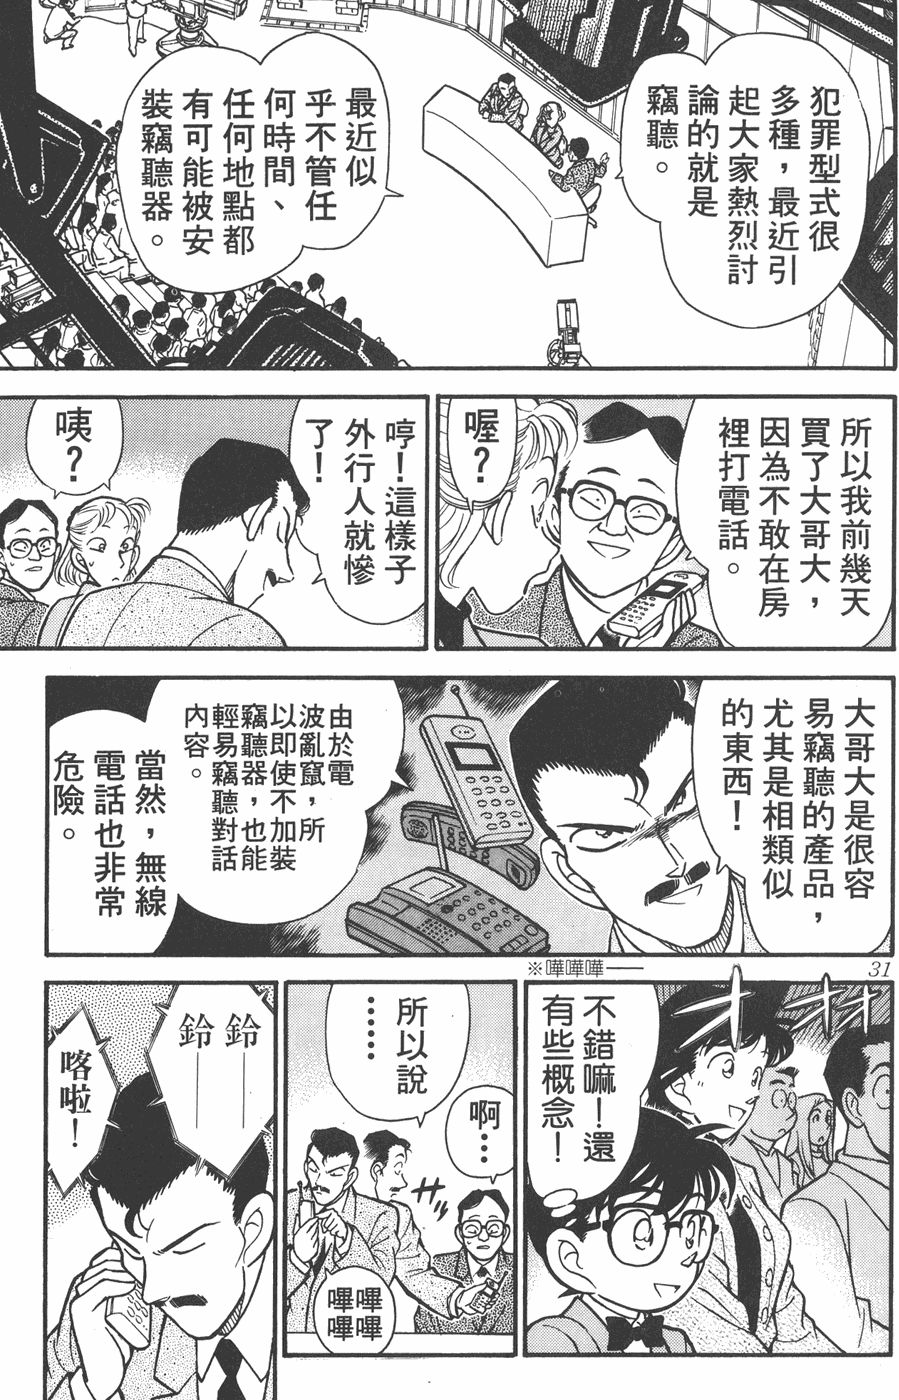 犯罪型式很
多種，最近引
起大家熱烈討
論的就是
竊聽。
最近似
乎不管任
何時間、
任何地點都
有可能被安
裝竊聽器。
所以我前幾天
買了大哥大，
因為不敢在房
裡打電話。
喔？
哼！這樣子
外行人就慘
了！
咦？
大哥大是很容
易竊聽的產品，
尤其是相類似
的東西！
由於電
波亂竄，所
以即使不加裝
竊聽器，也能
輕易竊聽對話
內容。
當然，無線
電話也非常
危險。
※嘩嘩嘩——
31
オオオ
不錯嘛！還
有些概念！
所以說
……
啊…
サッ
嗶嗶
嗶嗶
鈴——
鈴——
喀啦！